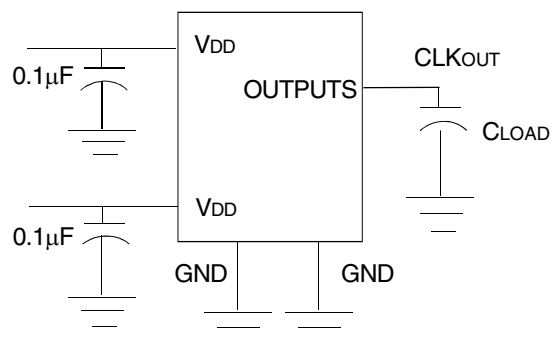 VDD
0.1μF
OUTPUTS
CLKOUT
CLOAD
VDD
0.1μF
GND
GND